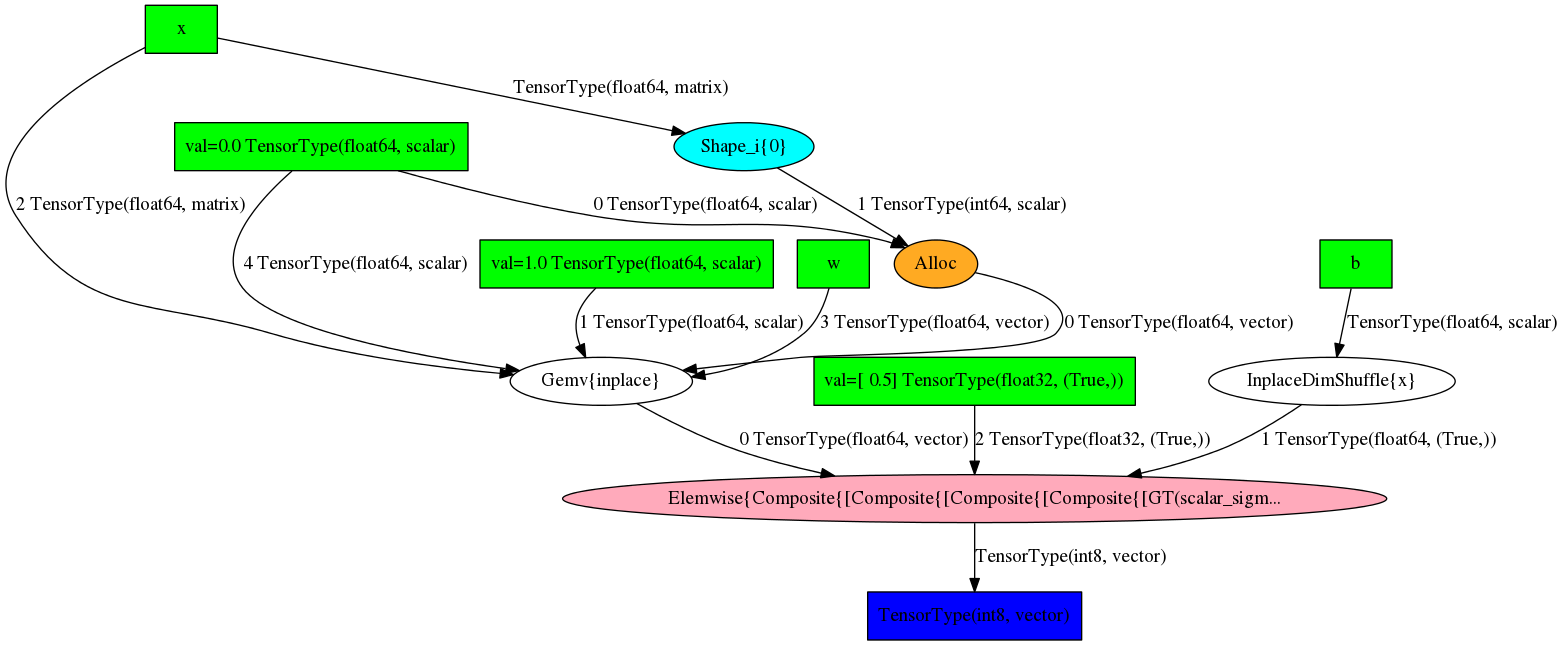 x
TensorType(float64, matrix)
val=0.0 TensorType(float64, scalar)
Shape_i{0}
2 TensorType(float64, matrix)
0 TensorType(float64, scalar)
1 TensorType(int64, scalar)
4 TensorType(float64, scalar)
val=1.0 TensorType(float64, scalar)
w
Alloc
b
1 TensorType(float64, scalar)
3 TensorType(float64, vector)
0 TensorType(float64, vector)
TensorType(float64, scalar)
Gemv{inplace}
val=[ 0.5] TensorType(float32, (True,))
InplaceDimShuffle{x}
0 TensorType(float64, vector)
2 TensorType(float32, (True,))
1 TensorType(float64, (True,))
Elemwise{Composite{[Composite{[Composite{[Composite{[GT(scalar_sigm...
TensorType(int8, vector)
TensorType(int8, vector)